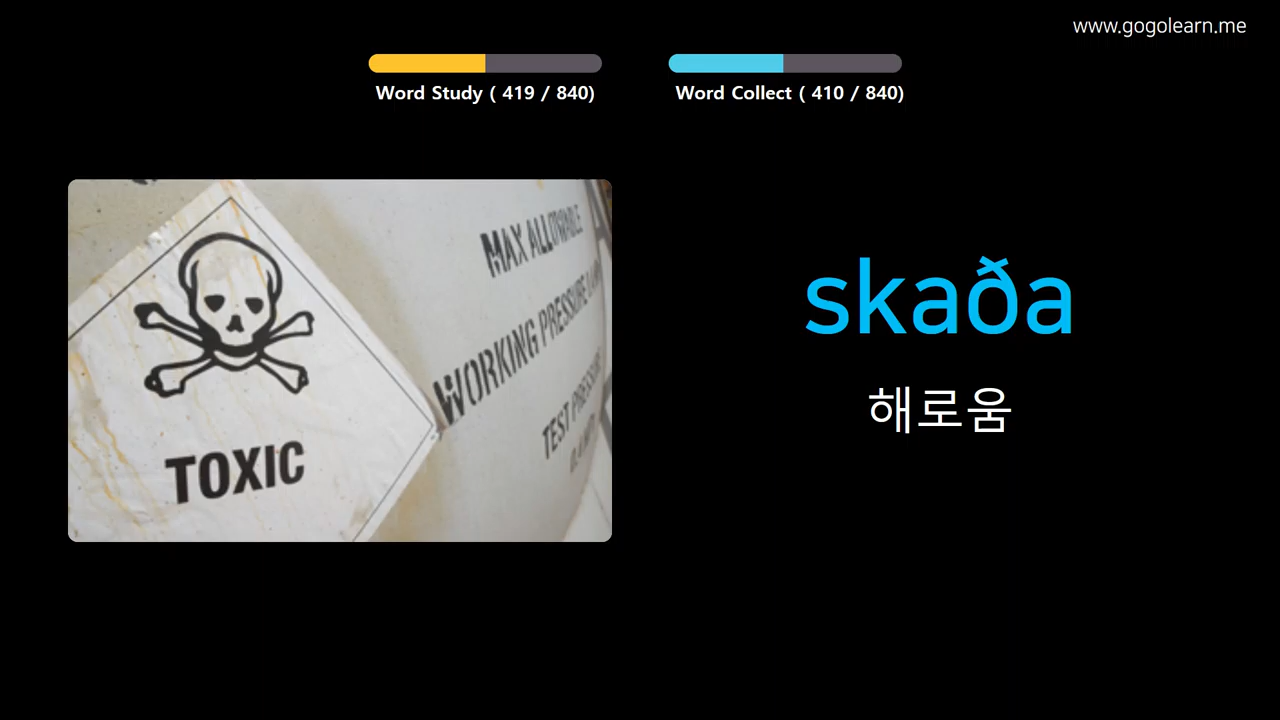 www.gogolearn.me
Word Study ( 419 / 840)
Word Collect ( 410 / 840)
MAX ALLOWABLE
WORKING PRESSURE
TEST PRESSURE
TOXIC
skaða
해로움